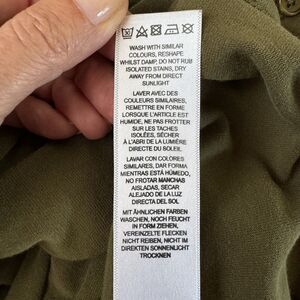 WASH WITH SIMILAR
COLOURS, RESHAPE
WHILST DAMP, DO NOT RUB
ISOLATED STAINS, DRY
AWAY FROM DIRECT
SUNLIGHT
LAVER AVEC DES
COULEURS SIMILAIRES,
REMETTRE EN FORME
LORSQUE L'ARTICLE EST
HUMIDE, NE PAS FROTTER
SUR LES TACHES
ISOLÉES, SÉCHER
À L'ABRI DE LA LUMIÈRE
DIRECTE DU SOLEIL
LAVAR CON COLORES
SIMILARES, DAR FORMA
MIENTRAS ESTÁ HÚMEDO,
NO FROTAR MANCHAS
AISLADAS, SECAR
ALEJADO DE LA LUZ
DIRECTA DEL SOL
MIT ÄHNLICHEN FARBEN
WASCHEN, NOCH FEUCHT
IN FORM ZIEHEN,
VEREINZELTE FLECKEN
NICHT REIBEN, NICHT IM
DIREKTEN SONNENLICHT
TROCKNEN